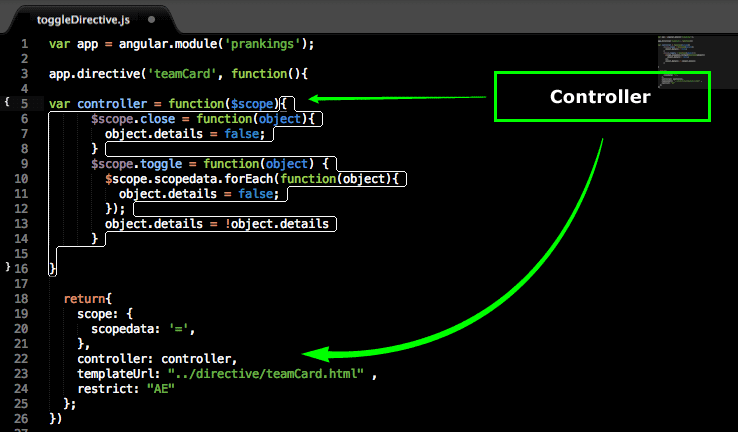 toggleDirective.js
1 var app = angular.module('prankings');
2
3 app.directive('teamCard', function(){
4
{ 5 var controller = function($scope){
6 $scope.close = function(object){
7 object.details = false;
8 }
9 $scope.toggle = function(object) {
10 $scope.scopedata.forEach(function(object){
11 object.details = false;
12 });
13 object.details = !object.details
14 }
15
} 16 }
17
18 return{
19 scope: {
20 scopedata: '=',
21 },
22 controller: controller,
23 templateUrl: "../directive/teamCard.html" ,
24 restrict: "AE"
25 };
26 })
Controller